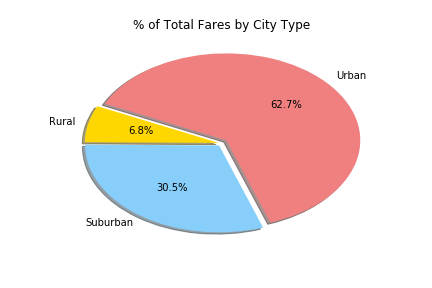 % of Total Fares by City Type
Urban
62.7%
Rural
6.8%
30.5%
Suburban